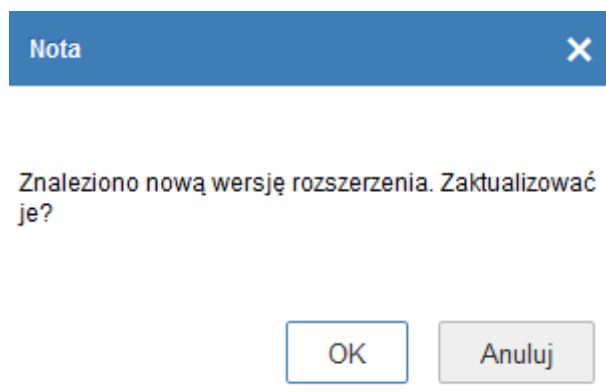 Nota
Znaleziono nową wersję rozszerzenia. Zaktualizować
je?
OK
Anuluj